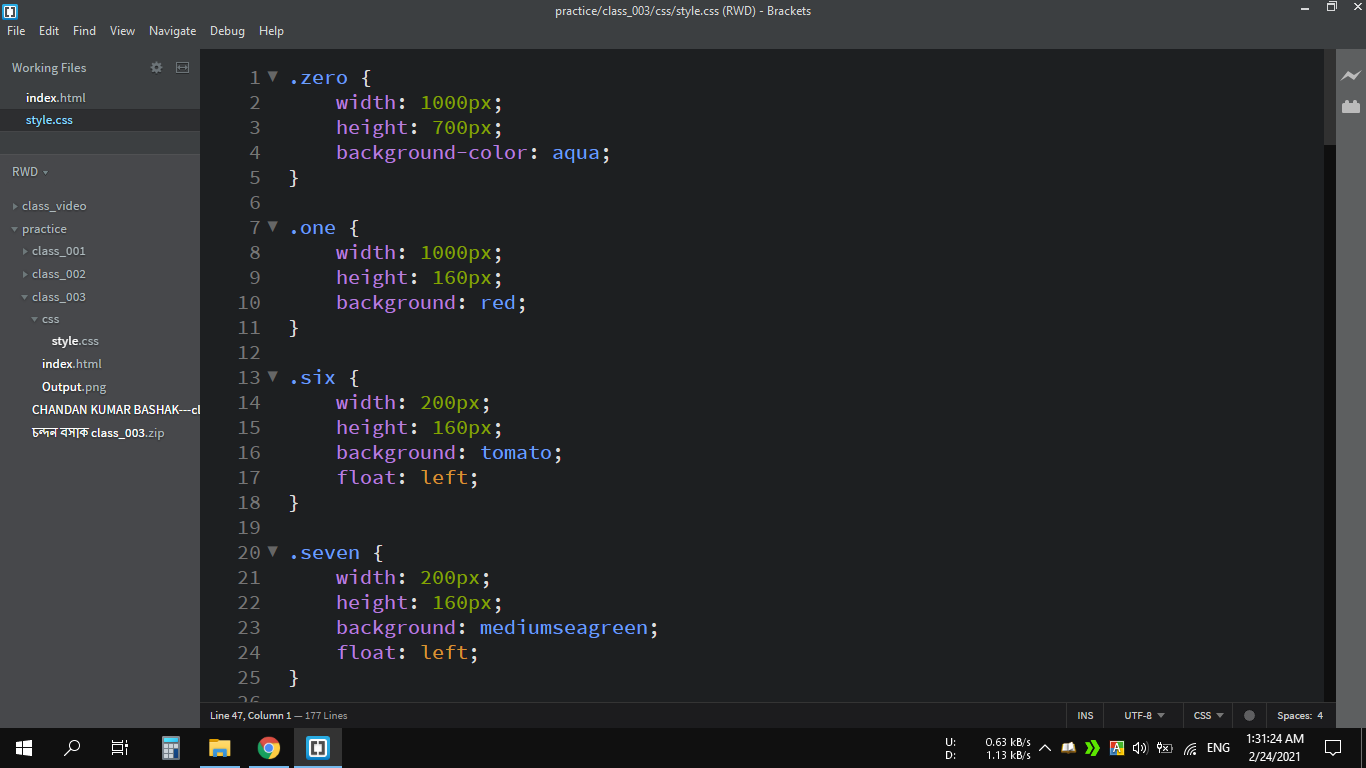 practice/class_003/css/style.css (RWD) - Brackets
File Edit Find View Navigate Debug Help
Working Files
index.html
style.css
RWD
class_video
practice
class_001
class_002
class_003
css
style.css
index.html
Output.png
CHANDAN KUMAR BASHAK---cl
চন্দন বসাক class_003.zip
1 .zero {
2 width: 1000px;
3 height: 700px;
4 background-color: aqua;
5 }
6
7 .one {
8 width: 1000px;
9 height: 160px;
10 background: red;
11 }
12
13 .six {
14 width: 200px;
15 height: 160px;
16 background: tomato;
17 float: left;
18 }
19
20 .seven {
21 width: 200px;
22 height: 160px;
23 background: mediumseagreen;
24 float: left;
25 }
26
Line 47, Column 1 — 177 Lines
INS UTF-8 CSS Spaces: 4
U: 0.63 kB/s
D: 1.13 kB/s
ENG
1:31:24 AM
2/24/2021